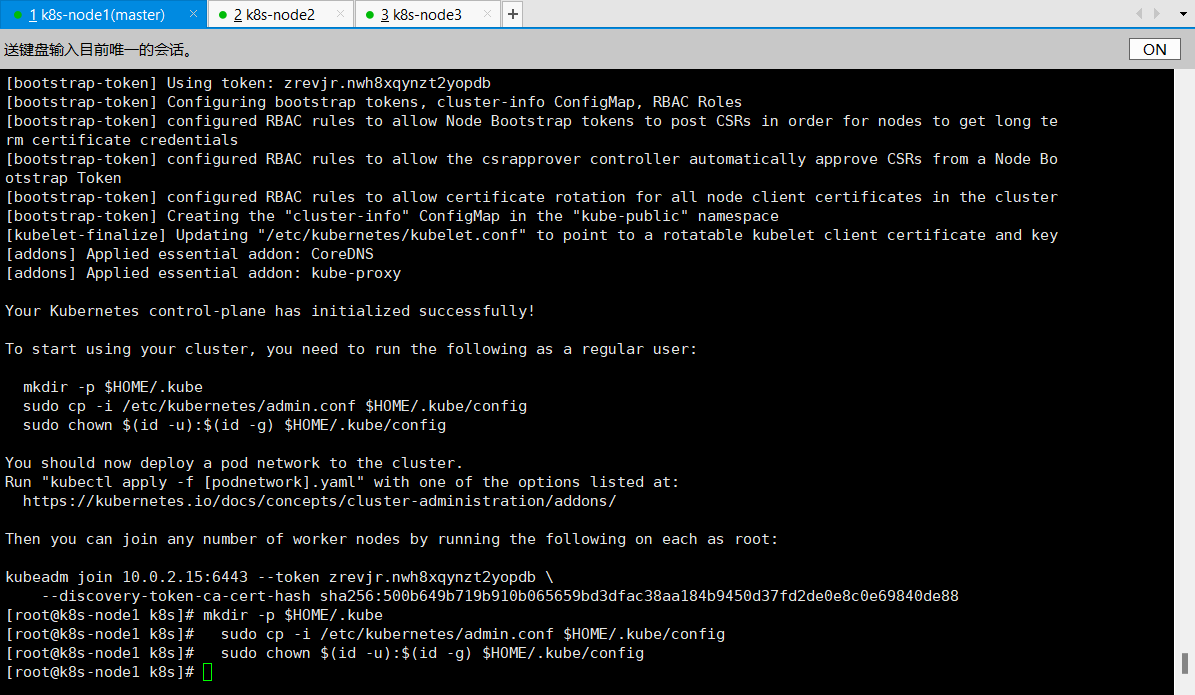 1 k8s-node1(master) × 2 k8s-node2 × 3 k8s-node3 × +
送键盘输入目前唯一的会话。 ON
[bootstrap-token] Using token: zrevjr.nwh8xqynzt2yopdb
[bootstrap-token] Configuring bootstrap tokens, cluster-info ConfigMap, RBAC Roles
[bootstrap-token] configured RBAC rules to allow Node Bootstrap tokens to post CSRs in order for nodes to get long te
rm certificate credentials
[bootstrap-token] configured RBAC rules to allow the csrapprover controller automatically approve CSRs from a Node Bo
otstrap Token
[bootstrap-token] configured RBAC rules to allow certificate rotation for all node client certificates in the cluster
[bootstrap-token] Creating the "cluster-info" ConfigMap in the "kube-public" namespace
[kubelet-finalize] Updating "/etc/kubernetes/kubelet.conf" to point to a rotatable kubelet client certificate and key
[addons] Applied essential addon: CoreDNS
[addons] Applied essential addon: kube-proxy

Your Kubernetes control-plane has initialized successfully!

To start using your cluster, you need to run the following as a regular user:

  mkdir -p $HOME/.kube
  sudo cp -i /etc/kubernetes/admin.conf $HOME/.kube/config
  sudo chown $(id -u):$(id -g) $HOME/.kube/config

You should now deploy a pod network to the cluster.
Run "kubectl apply -f [podnetwork].yaml" with one of the options listed at:
  https://kubernetes.io/docs/concepts/cluster-administration/addons/

Then you can join any number of worker nodes by running the following on each as root:

kubeadm join 10.0.2.15:6443 --token zrevjr.nwh8xqynzt2yopdb \
    --discovery-token-ca-cert-hash sha256:500b649b719b910b065659bd3dfac38aa184b9450d37fd2de0e8c0e69840de88
[root@k8s-node1 k8s]# mkdir -p $HOME/.kube
[root@k8s-node1 k8s]#   sudo cp -i /etc/kubernetes/admin.conf $HOME/.kube/config
[root@k8s-node1 k8s]#   sudo chown $(id -u):$(id -g) $HOME/.kube/config
[root@k8s-node1 k8s]#